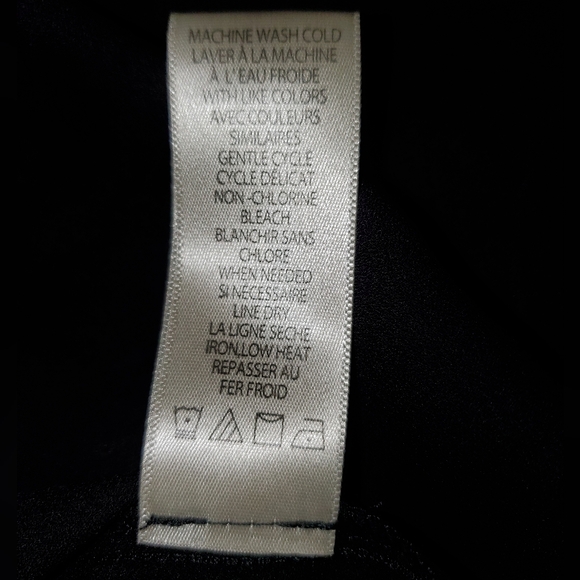 MACHINE WASH COLD
LAVER À LA MACHINE
À L'EAU FROIDE
WITH LIKE COLORS
AVEC COULEURS
SIMILAIRES
GENTLE CYCLE
CYCLE DÉLICAT
NON-CHLORINE
BLEACH
BLANCHIR SANS
CHLORE
WHEN NEEDED
SI NECESSAIRE
LINE DRY
LA LIGNE SECHE
IRON,LOW HEAT
REPASSER AU
FER FROID